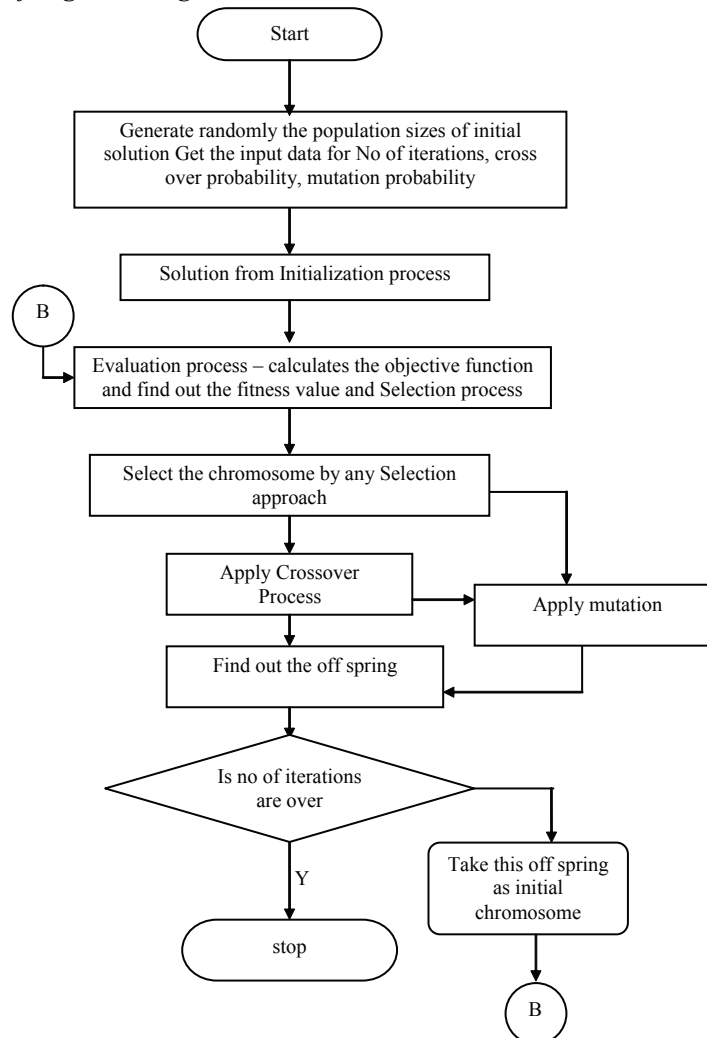 Start
Generate randomly the population sizes of initial
solution Get the input data for No of iterations, cross
over probability, mutation probability
Solution from Initialization process
B
Evaluation process – calculates the objective function
and find out the fitness value and Selection process
Select the chromosome by any Selection
approach
Apply Crossover
Process
Apply mutation
Find out the off spring
Is no of iterations
are over
Y
Take this off spring
as initial
chromosome
stop
B